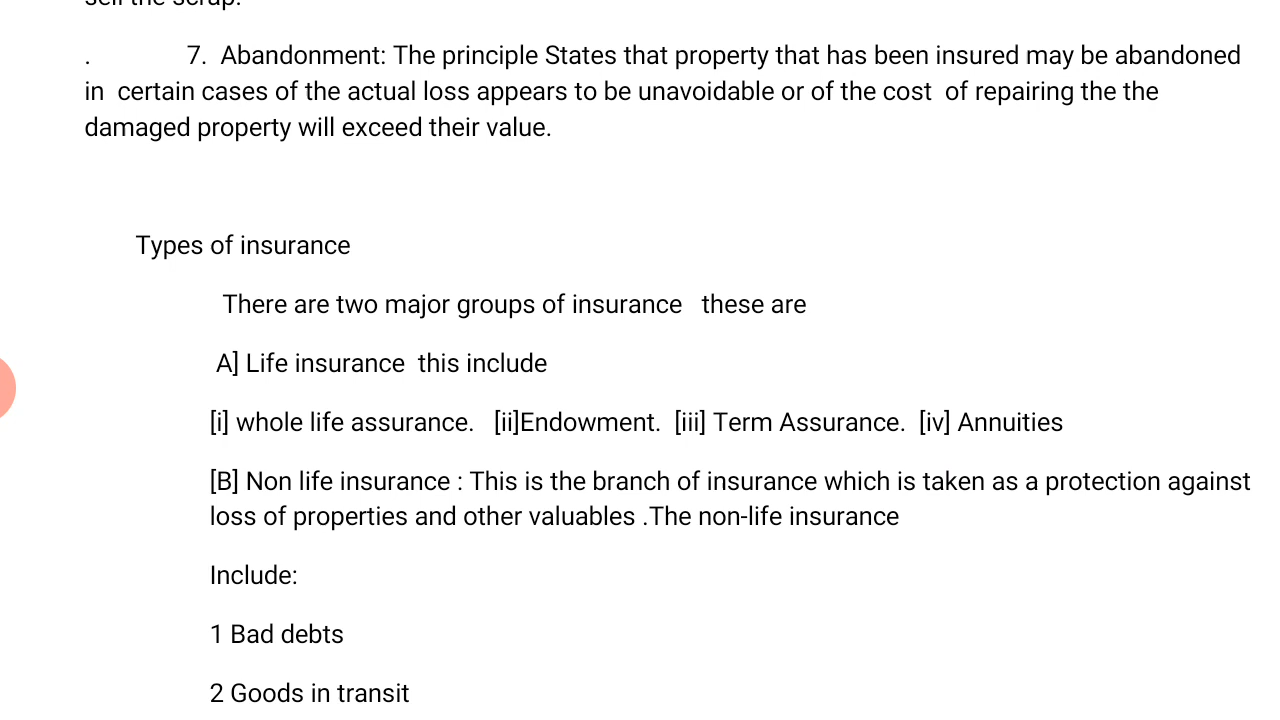 sell the scrap.
. 7. Abandonment: The principle States that property that has been insured may be abandoned
in certain cases of the actual loss appears to be unavoidable or of the cost of repairing the the
damaged property will exceed their value.
Types of insurance
There are two major groups of insurance these are
A] Life insurance this include
[i] whole life assurance. [ii]Endowment. [iii] Term Assurance. [iv] Annuities
[B] Non life insurance : This is the branch of insurance which is taken as a protection against
loss of properties and other valuables .The non-life insurance
Include:
1 Bad debts
2 Goods in transit